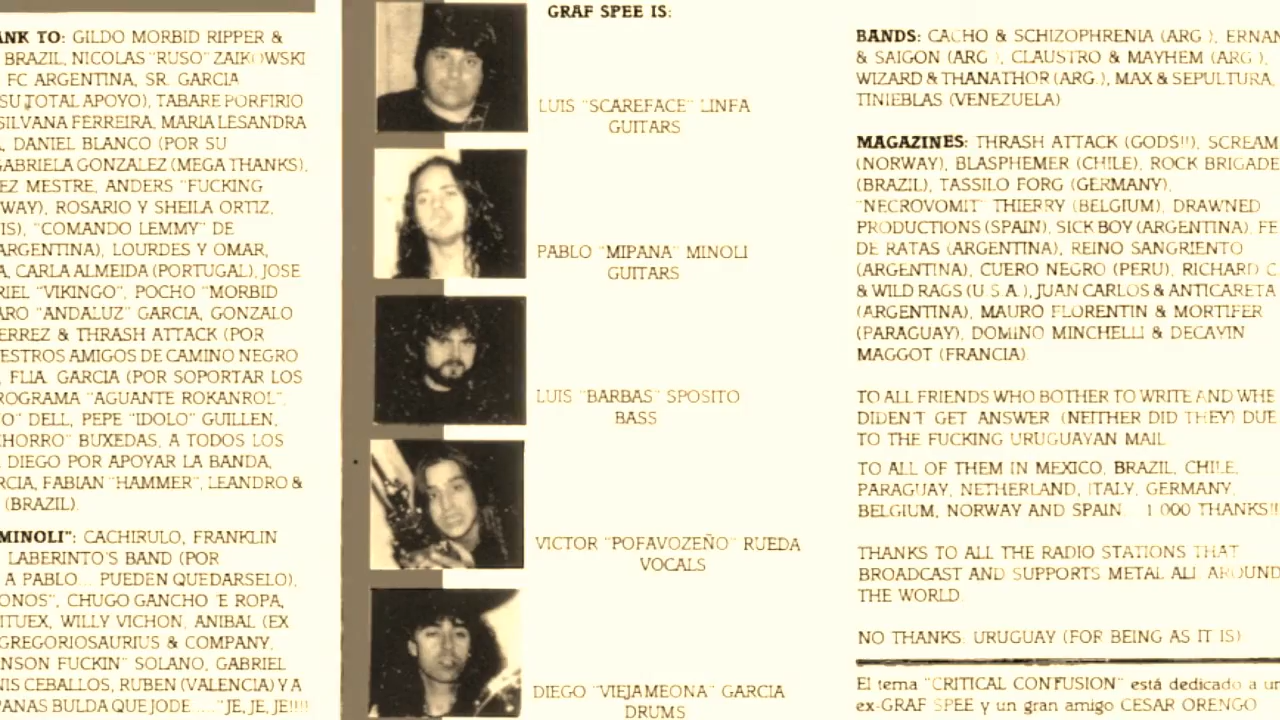 ANK TO: GILDO MORBID RIPPER &
BRAZIL, NICOLAS "RUSO" ZAIKOWSKI
FC ARGENTINA, SR. GARCIA
SU TOTAL APOYO), TABARE PORFIRIO
SILVANA FERREIRA, MARIA LESANDRA
, DANIEL BLANCO (POR SU
GABRIELA GONZALEZ (MEGA THANKS),
EZ MESTRE, ANDERS "FUCKING
WAY), ROSARIO Y SHEILA ORTIZ,
IS), "COMANDO LEMMY" DE
ARGENTINA), LOURDES Y OMAR,
A, CARLA ALMEIDA (PORTUGAL), JOSE
RIEL "VIKINGO", POCHO "MORBID
ARO "ANDALUZ" GARCIA, GONZALO
ERREZ & THRASH ATTACK (POR
ESTROS AMIGOS DE CAMINO NEGRO
, FLIA. GARCIA (POR SOPORTAR LOS
ROGRAMA "AGUANTE ROKANROL",
O" DELL, PEPE "IDOLO" GUILLEN,
CHORRO" BUXEDAS, A TODOS LOS
DIEGO POR APOYAR LA BANDA,
RCIA, FABIAN "HAMMER", LEANDRO &
(BRAZIL).
MINOLI": CACHIRULO, FRANKLIN
LABERINTO'S BAND (POR
A PABLO... PUEDEN QUEDARSELO),
ONOS", CHUGO GANCHO 'E ROPA,
ITUEX, WILLY VICHON, ANIBAL (EX
GREGORIOSAURIUS & COMPANY,
NSON FUCKIN" SOLANO, GABRIEL
NIS CEBALLOS, RUBEN (VALENCIA) Y A
PANAS BULDA QUE JODE....."JE, JE, JE!!!!
GRAF SPEE IS:
LUIS "SCAREFACE" LINFA
GUITARS
PABLO "MIPANA" MINOLI
GUITARS
LUIS "BARBAS" SPOSITO
BASS
VICTOR "POFAVOZEÑO" RUEDA
VOCALS
DIEGO "VIEJAMEONA" GARCIA
DRUMS
BANDS: CACHO & SCHIZOPHRENIA (ARG.), ERNAN
& SAIGON (ARG.), CLAUSTRO & MAYHEM (ARG.),
WIZARD & THANATHOR (ARG.), MAX & SEPULTURA,
TINIEBLAS (VENEZUELA)
MAGAZINES: THRASH ATTACK (GODS!!), SCREAM
(NORWAY), BLASPHEMER (CHILE), ROCK BRIGADE
(BRAZIL), TASSILO FORG (GERMANY),
"NECROVOMIT" THIERRY (BELGIUM), DRAWNED
PRODUCTIONS (SPAIN), SICK BOY (ARGENTINA), FE
DE RATAS (ARGENTINA), REINO SANGRIENTO
(ARGENTINA), CUERO NEGRO (PERU), RICHARD C
& WILD RAGS (U.S.A.), JUAN CARLOS & ANTICARETA
(ARGENTINA), MAURO FLORENTIN & MORTIFER
(PARAGUAY), DOMINO MINCHELLI & DECAYIN
MAGGOT (FRANCIA).
TO ALL FRIENDS WHO BOTHER TO WRITE AND WHE
DIDEN'T GET ANSWER (NEITHER DID THEY) DUE
TO THE FUCKING URUGUAYAN MAIL.
TO ALL OF THEM IN MEXICO, BRAZIL, CHILE,
PARAGUAY, NETHERLAND, ITALY, GERMANY,
BELGIUM, NORWAY AND SPAIN... 1.000 THANKS!!
THANKS TO ALL THE RADIO STATIONS THAT
BROADCAST AND SUPPORTS METAL ALL AROUND
THE WORLD.
NO THANKS: URUGUAY (FOR BEING AS IT IS)
El tema "CRITICAL CONFUSION" está dedicado a un
ex-GRAF SPEE y un gran amigo CESAR ORENGO